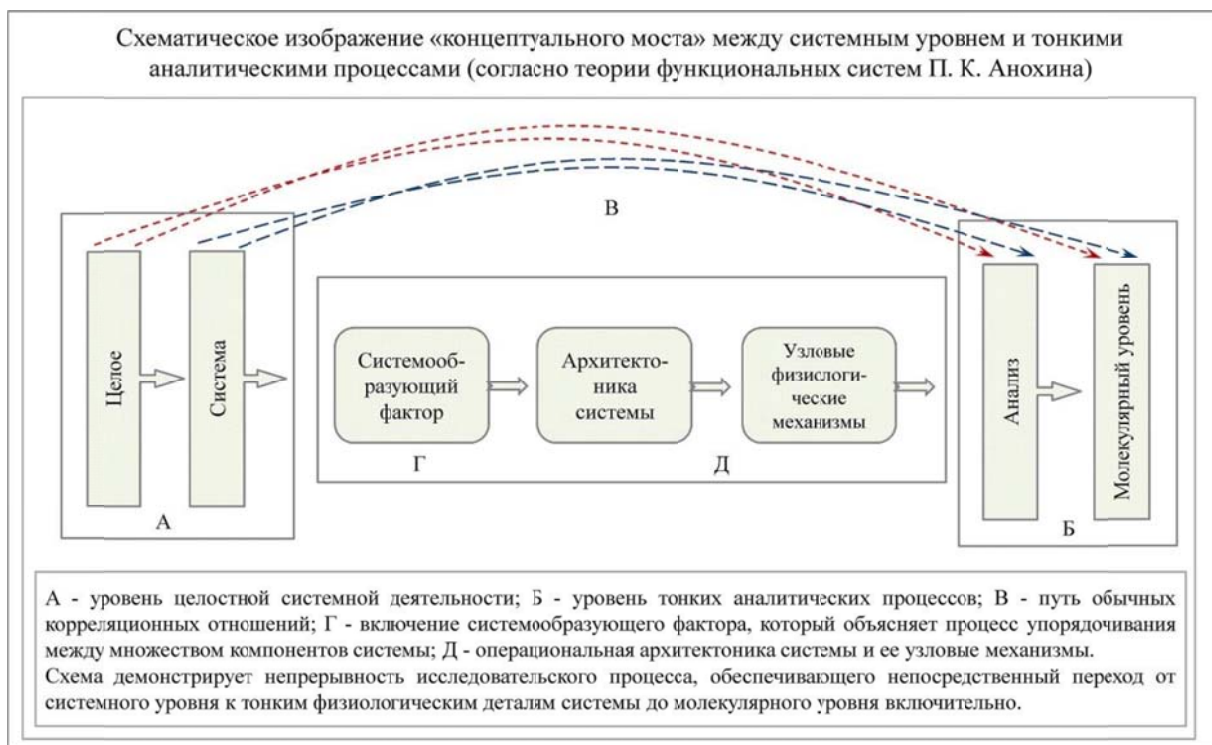 Схематическое изображение «концептуального моста» между системным уровнем и тонкими
аналитическими процессами (согласно теории функциональных систем П. К. Анохина)
В
Целое
Система
А
Системооб-
разующий
фактор
Г
Архитекто-
ника
системы
Узловые
физислоги-
ческие
механизмы
Д
Анализ
Молекулярный уровень
Б
А - уровень целостной системной деятельности; Б - уровень тонких аналитических процессов; В - путь обычных
корреляционных отношений; Г - включение системообразующего фактора, который объясняет процесс упорядочивания
между множеством компонентов системы; Д - операциональная архитектоника системы и ее узловые механизмы.
Схема демонстрирует непрерывность исследовательского процесса, обеспечивающего непосредственный переход от
системного уровня к тонким физиологическим деталям системы до молекулярного уровня включительно.